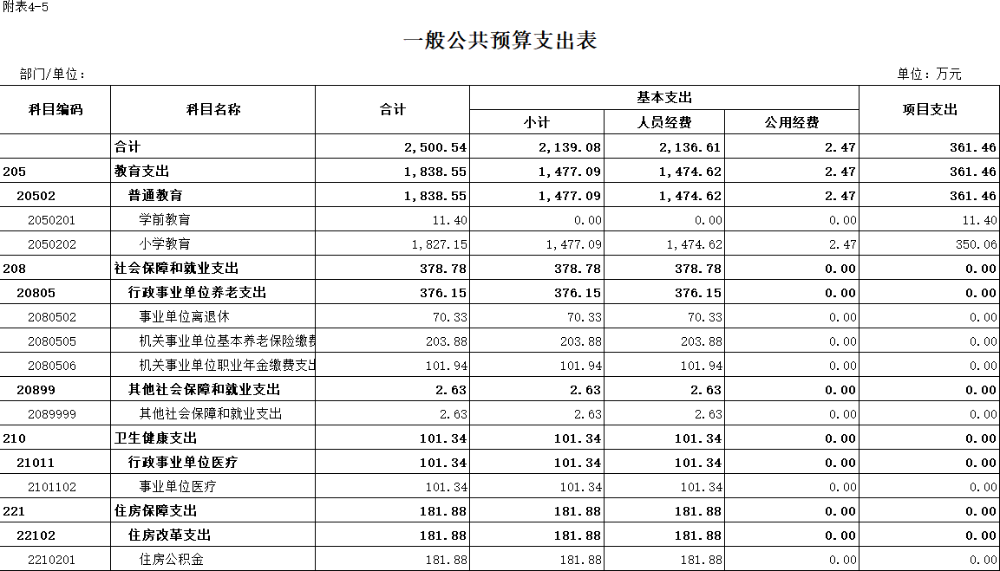 附表4-5
一般公共预算支出表
部门/单位： 单位：万元
科目编码 科目名称 合计 基本支出 项目支出
小计 人员经费 公用经费
合计 2,500.54 2,139.08 2,136.61 2.47 361.46
205 教育支出 1,838.55 1,477.09 1,474.62 2.47 361.46
20502 普通教育 1,838.55 1,477.09 1,474.62 2.47 361.46
2050201 学前教育 11.40 0.00 0.00 0.00 11.40
2050202 小学教育 1,827.15 1,477.09 1,474.62 2.47 350.06
208 社会保障和就业支出 378.78 378.78 378.78 0.00 0.00
20805 行政事业单位养老支出 376.15 376.15 376.15 0.00 0.00
2080502 事业单位离退休 70.33 70.33 70.33 0.00 0.00
2080505 机关事业单位基本养老保险缴费 203.88 203.88 203.88 0.00 0.00
2080506 机关事业单位职业年金缴费支出 101.94 101.94 101.94 0.00 0.00
20899 其他社会保障和就业支出 2.63 2.63 2.63 0.00 0.00
2089999 其他社会保障和就业支出 2.63 2.63 2.63 0.00 0.00
210 卫生健康支出 101.34 101.34 101.34 0.00 0.00
21011 行政事业单位医疗 101.34 101.34 101.34 0.00 0.00
2101102 事业单位医疗 101.34 101.34 101.34 0.00 0.00
221 住房保障支出 181.88 181.88 181.88 0.00 0.00
22102 住房改革支出 181.88 181.88 181.88 0.00 0.00
2210201 住房公积金 181.88 181.88 181.88 0.00 0.00